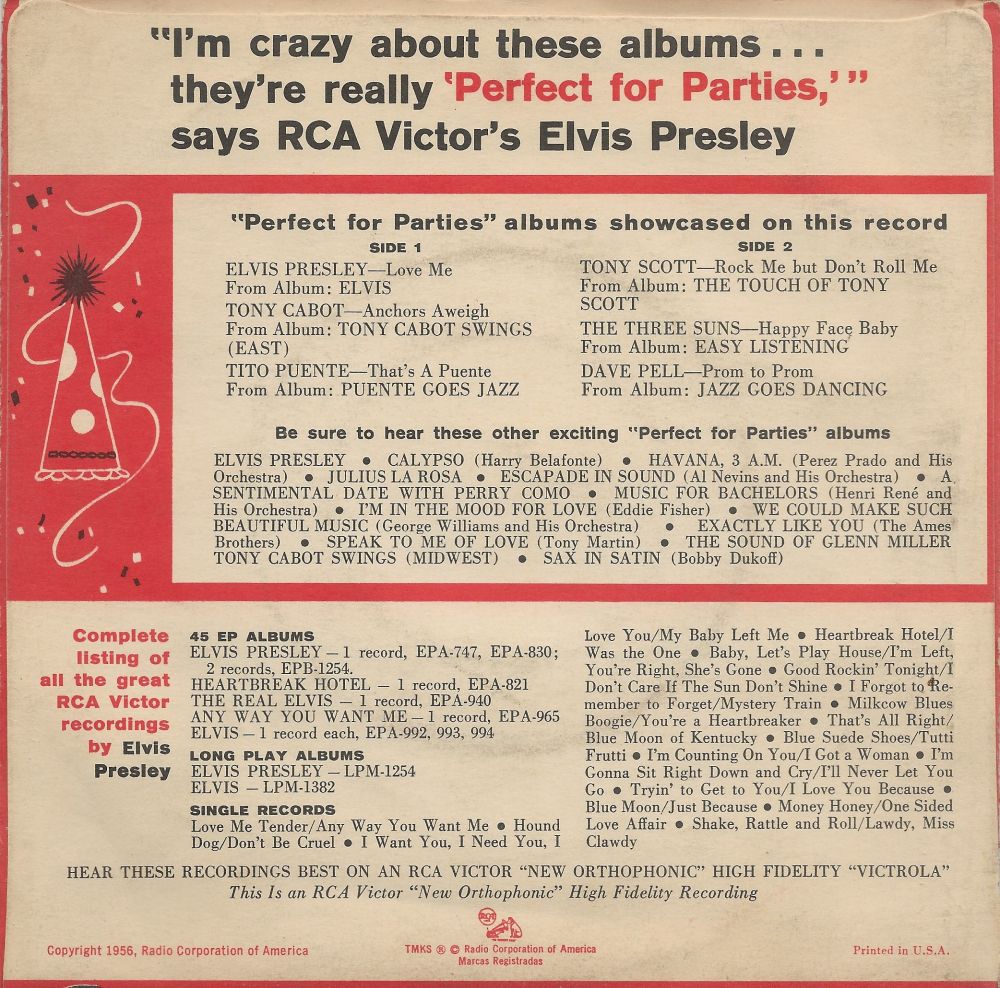 "I'm crazy about these albums...
they're really 'Perfect for Parties,'"
says RCA Victor's Elvis Presley
"Perfect for Parties" albums showcased on this record
SIDE 1
ELVIS PRESLEY—Love Me
From Album: ELVIS
TONY CABOT—Anchors Aweigh
From Album: TONY CABOT SWINGS
(EAST)
TITO PUENTE—That's A Puente
From Album: PUENTE GOES JAZZ
SIDE 2
TONY SCOTT—Rock Me but Don't Roll Me
From Album: THE TOUCH OF TONY
SCOTT
THE THREE SUNS—Happy Face Baby
From Album: EASY LISTENING
DAVE PELL—Prom to Prom
From Album: JAZZ GOES DANCING
Be sure to hear these other exciting "Perfect for Parties" albums
ELVIS PRESLEY ● CALYPSO (Harry Belafonte) ● HAVANA, 3 A.M. (Perez Prado and His
Orchestra) ● JULIUS LA ROSA ● ESCAPADE IN SOUND (Al Nevins and His Orchestra) ● A
SENTIMENTAL DATE WITH PERRY COMO ● MUSIC FOR BACHELORS (Henri René and
His Orchestra) ● I'M IN THE MOOD FOR LOVE (Eddie Fisher) ● WE COULD MAKE SUCH
BEAUTIFUL MUSIC (George Williams and His Orchestra) ● EXACTLY LIKE YOU (The Ames
Brothers) ● SPEAK TO ME OF LOVE (Tony Martin) ● THE SOUND OF GLENN MILLER
TONY CABOT SWINGS (MIDWEST) ● SAX IN SATIN (Bobby Dukoff)
Complete
listing of
all the great
RCA Victor
recordings
by Elvis
Presley
45 EP ALBUMS
ELVIS PRESLEY — 1 record, EPA-747, EPA-830;
2 records, EPB-1254.
HEARTBREAK HOTEL — 1 record, EPA-821
THE REAL ELVIS — 1 record, EPA-940
ANY WAY YOU WANT ME — 1 record, EPA-965
ELVIS — 1 record each, EPA-992, 993, 994
LONG PLAY ALBUMS
ELVIS PRESLEY — LPM-1254
ELVIS — LPM-1382
SINGLE RECORDS
Love Me Tender/Any Way You Want Me ● Hound
Dog/Don't Be Cruel ● I Want You, I Need You, I
Love You/My Baby Left Me ● Heartbreak Hotel/I
Was the One ● Baby, Let's Play House/I'm Left,
You're Right, She's Gone ● Good Rockin' Tonight/I
Don't Care If The Sun Don't Shine ● I Forgot to Re-
member to Forget/Mystery Train ● Milkcow Blues
Boogie/You're a Heartbreaker ● That's All Right/
Blue Moon of Kentucky ● Blue Suede Shoes/Tutti
Frutti ● I'm Counting On You/I Got a Woman ● I'm
Gonna Sit Right Down and Cry/I'll Never Let You
Go ● Tryin' to Get to You/I Love You Because ●
Blue Moon/Just Because ● Money Honey/One Sided
Love Affair ● Shake, Rattle and Roll/Lawdy, Miss
Clawdy
HEAR THESE RECORDINGS BEST ON AN RCA VICTOR "NEW ORTHOPHONIC" HIGH FIDELITY "VICTROLA"
This Is an RCA Victor "New Orthophonic" High Fidelity Recording
RCA
Copyright 1956, Radio Corporation of America
TMKS ® © Radio Corporation of America
Marcas Registradas
Printed in U.S.A.